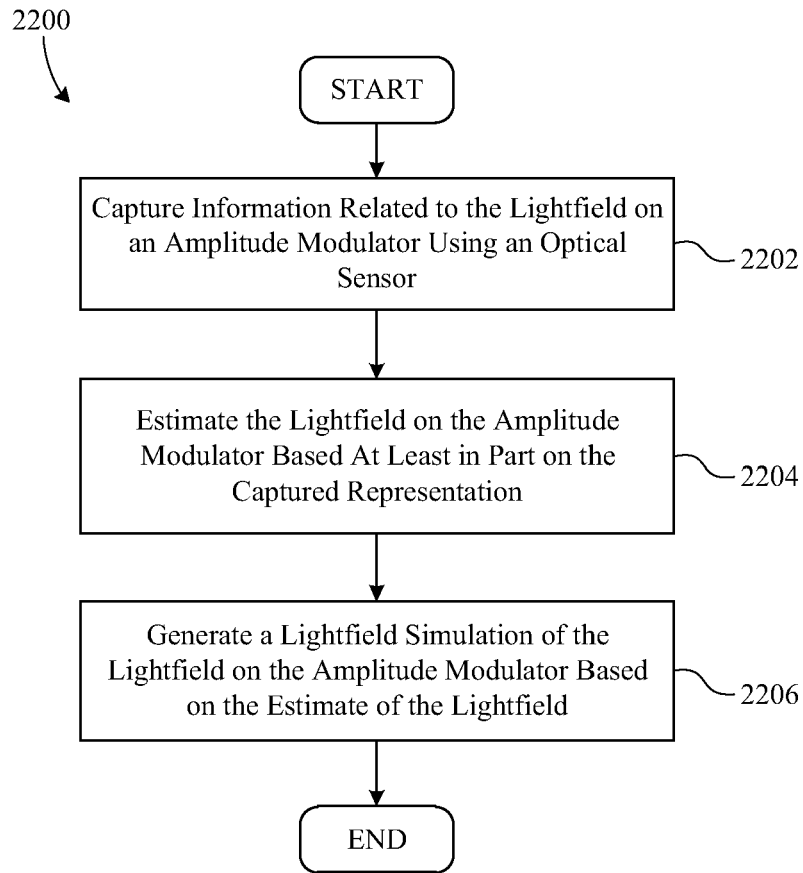 2200
START
Capture Information Related to the Lightfield on
an Amplitude Modulator Using an Optical
Sensor
2202
Estimate the Lightfield on the Amplitude
Modulator Based At Least in Part on the
Captured Representation
2204
Generate a Lightfield Simulation of the
Lightfield on the Amplitude Modulator Based
on the Estimate of the Lightfield
2206
END